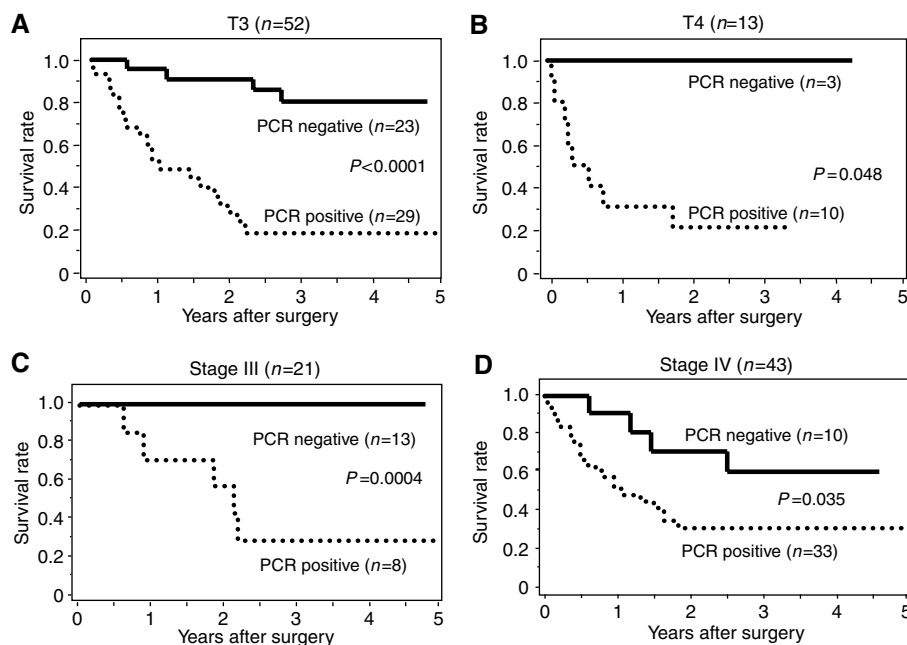 A
T3 (n=52)
Survival rate
1.0
0.8
0.6
0.4
0.2
0
PCR negative (n=23)
P<0.0001
PCR positive (n=29)
0 1 2 3 4 5
Years after surgery
B
T4 (n=13)
Survival rate
1.0
0.8
0.6
0.4
0.2
0
PCR negative (n=3)
P=0.048
PCR positive (n=10)
0 1 2 3 4 5
Years after surgery
C
Stage III (n=21)
Survival rate
1.0
0.8
0.6
0.4
0.2
0
PCR negative (n=13)
P=0.0004
PCR positive (n=8)
0 1 2 3 4 5
Years after surgery
D
Stage IV (n=43)
Survival rate
1.0
0.8
0.6
0.4
0.2
0
PCR negative (n=10)
P=0.035
PCR positive (n=33)
0 1 2 3 4 5
Years after surgery